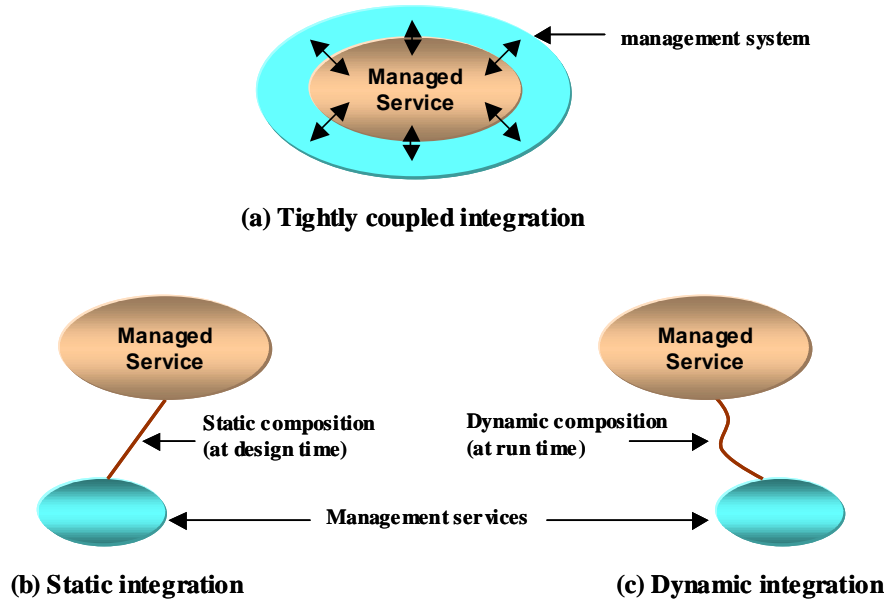 management system
Managed
Service
(a) Tightly coupled integration
Managed
Service
Managed
Service
Static composition
(at design time)
Dynamic composition
(at run time)
Management services
(b) Static integration
(c) Dynamic integration